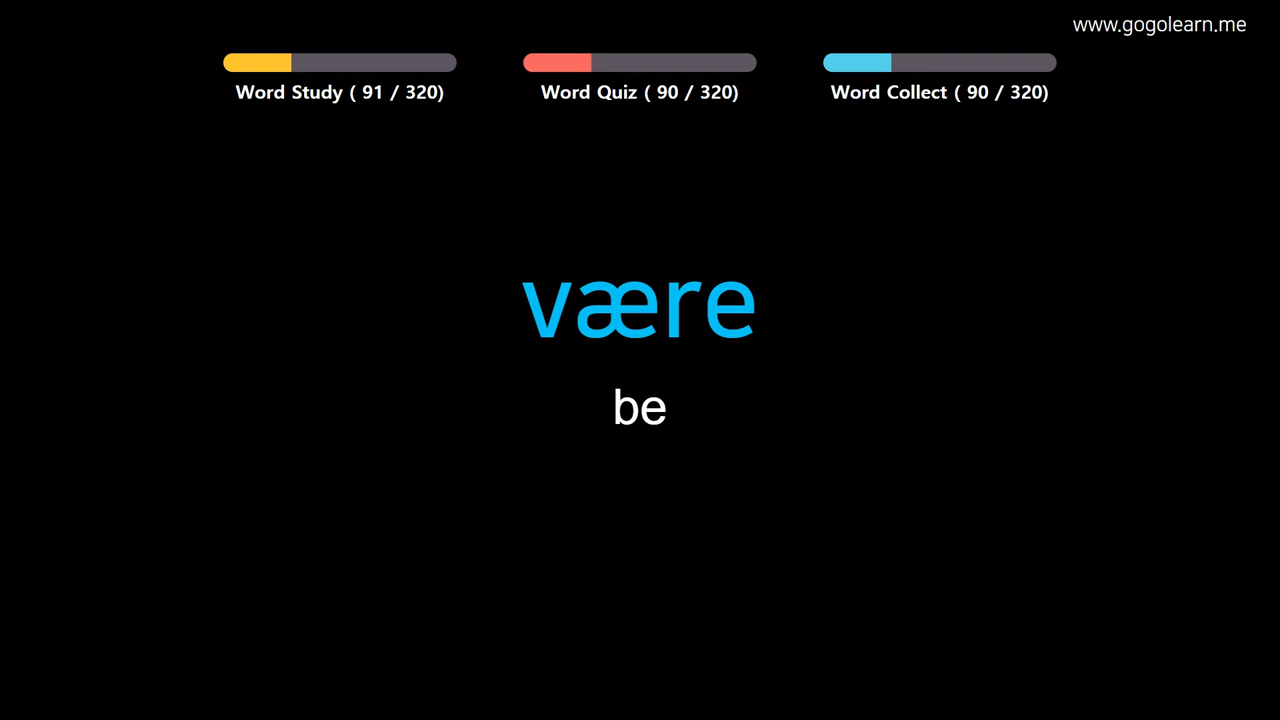 www.gogolearn.me
Word Study ( 91 / 320)
Word Quiz ( 90 / 320)
Word Collect ( 90 / 320)
være
be